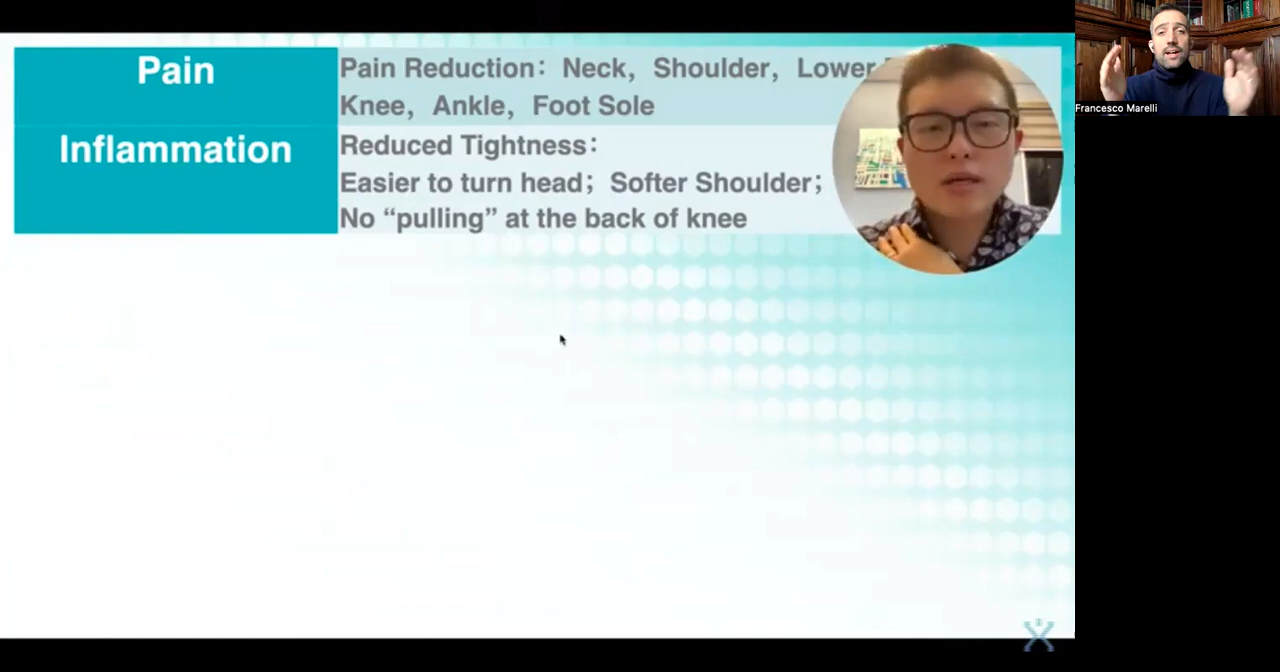 Pain
Pain Reduction： Neck， Shoulder， Lower
Knee， Ankle， Foot Sole
Inflammation
Reduced Tightness：
Easier to turn head； Softer Shoulder；
No “pulling” at the back of knee
Francesco Marelli